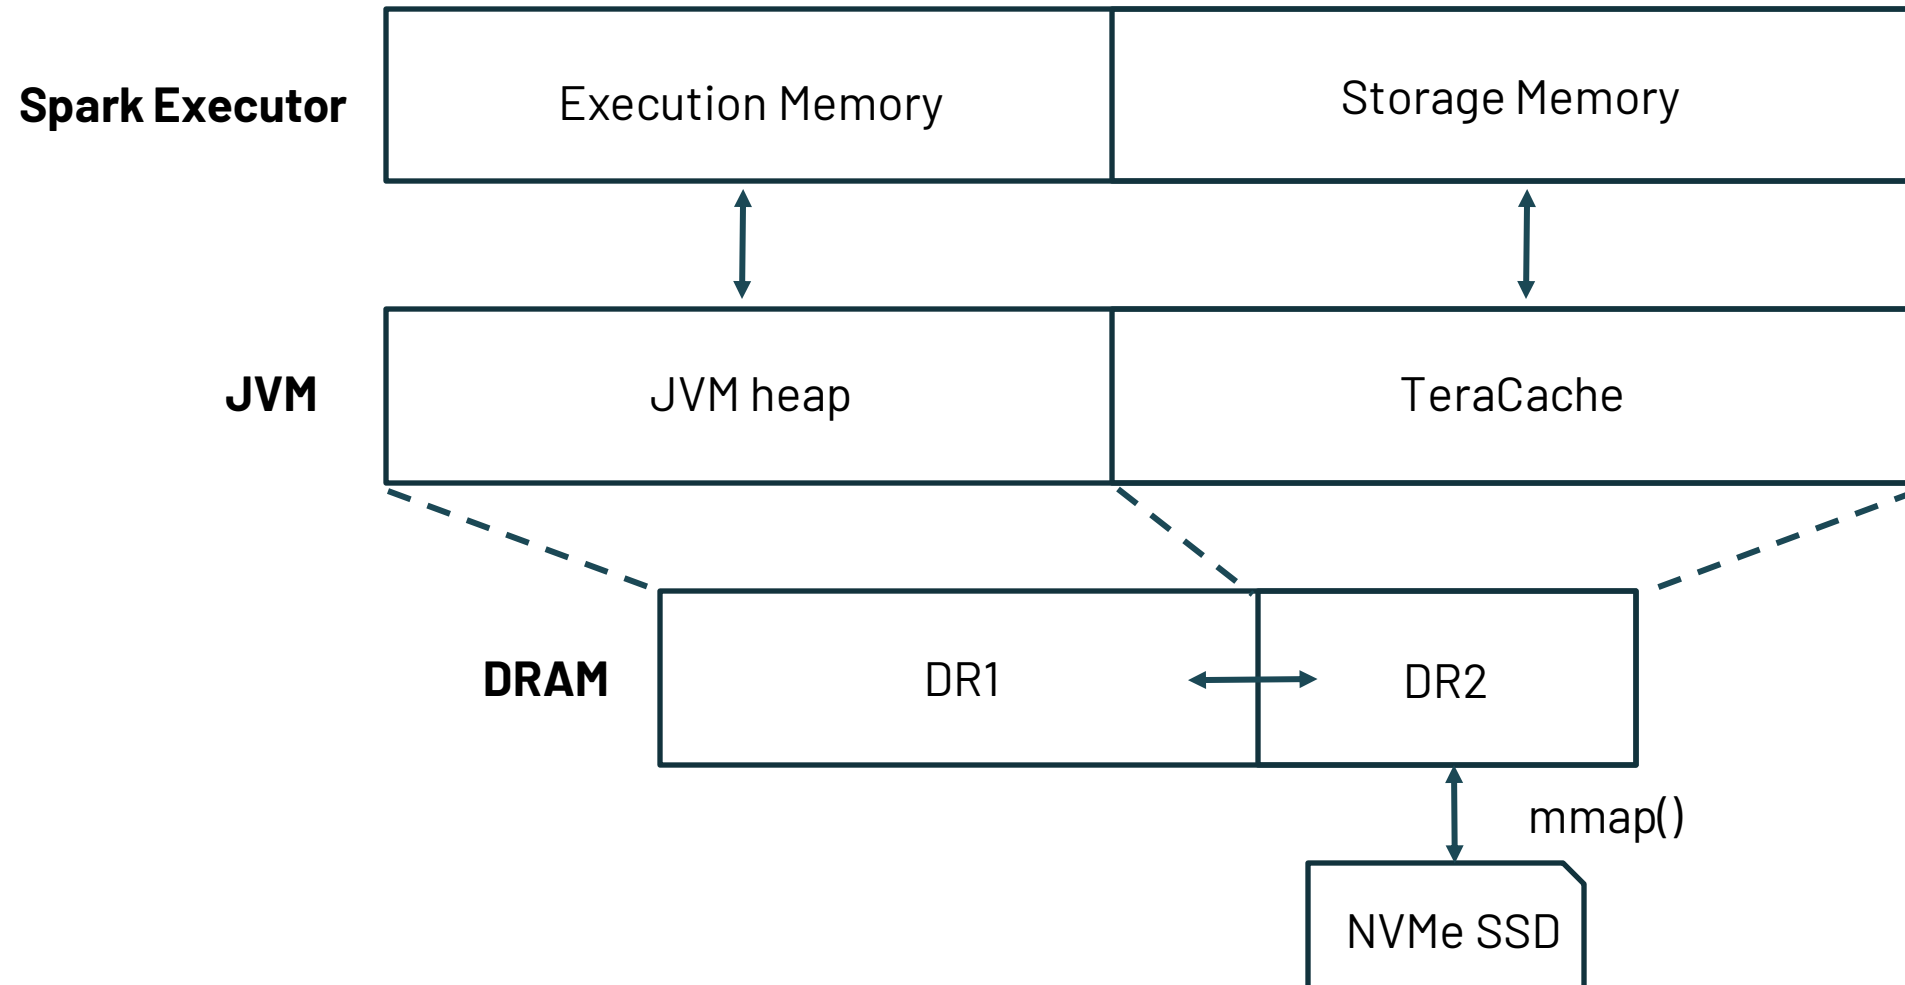 Spark Executor
Execution Memory
Storage Memory
JVM
JVM heap
TeraCache
DRAM
DR1
DR2
mmap()
NVMe SSD